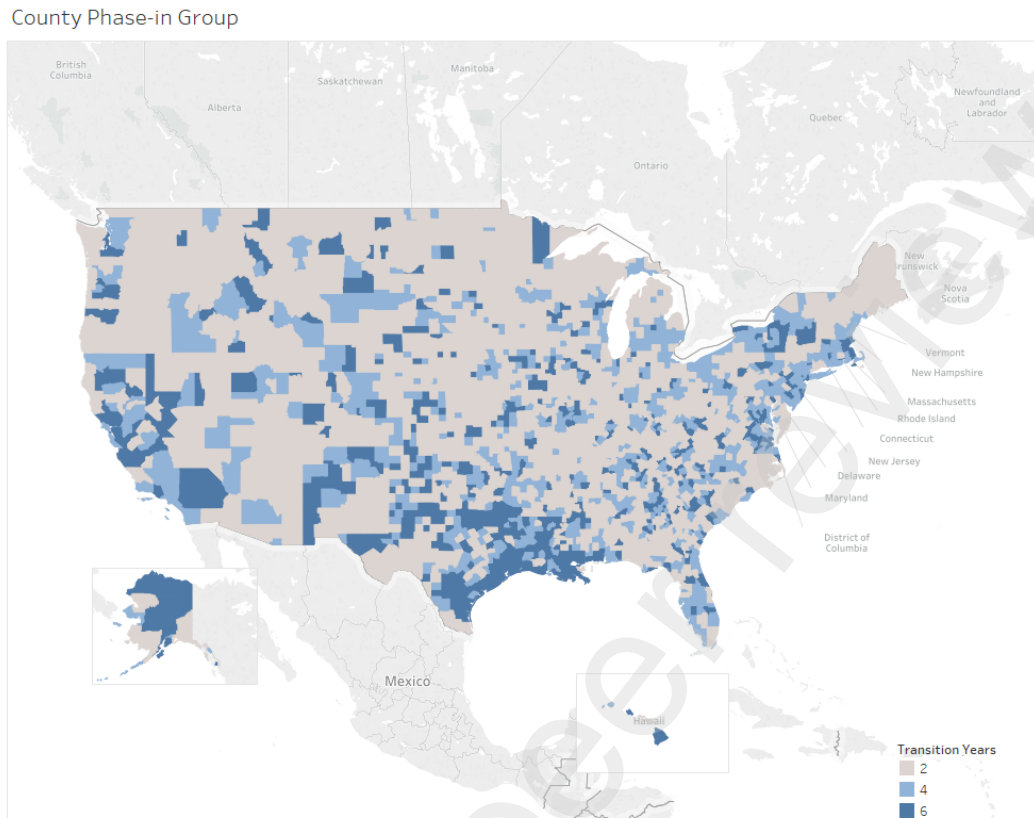 County Phase-in Group
British
Columbia
Alberta
Saskatchewan
Manitoba
Ontario
Quebec
Newfoundland
and
Labrador
New
runswick
Nova
Scotia
Vermont
New Hampshire
Massachusetts
Rhode Island
Connecticut
New Jersey
Delaware
Maryland
District of
Columbia
Mexico
Hawaii
Transition Years
2
4
6